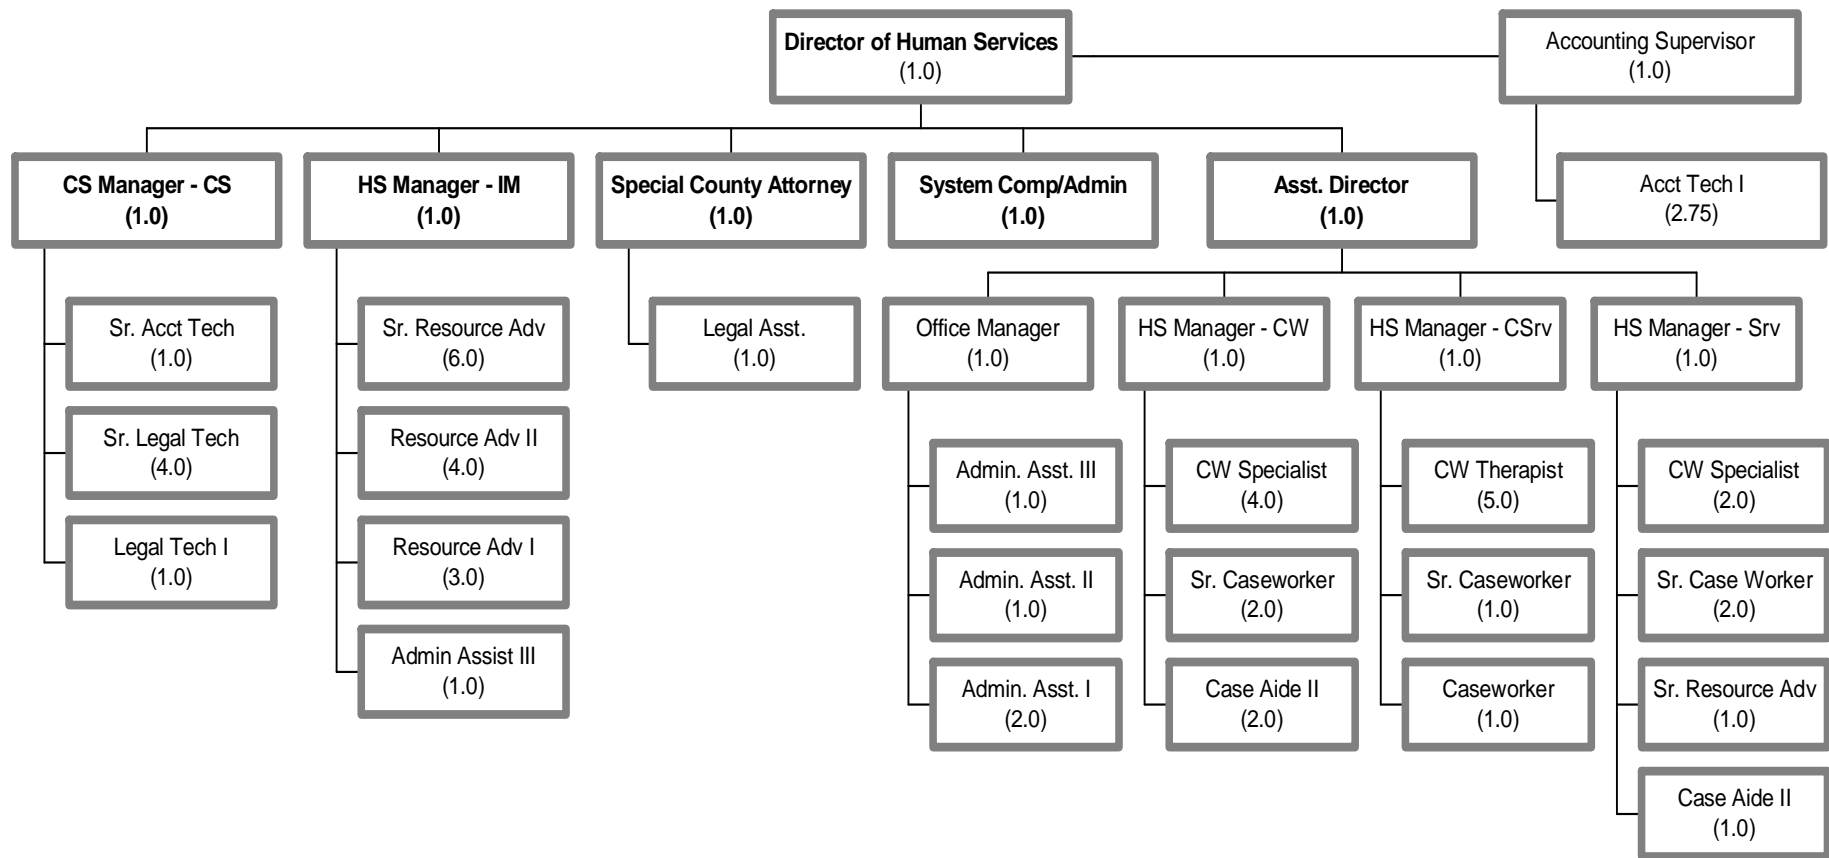 Director of Human Services
(1.0)
Accounting Supervisor
(1.0)
CS Manager - CS
(1.0)
HS Manager - IM
(1.0)
Special County Attorney
(1.0)
System Comp/Admin
(1.0)
Asst. Director
(1.0)
Acct Tech I
(2.75)
Sr. Acct Tech
(1.0)
Sr. Legal Tech
(4.0)
Legal Tech I
(1.0)
Sr. Resource Adv
(6.0)
Resource Adv II
(4.0)
Resource Adv I
(3.0)
Admin Assist III
(1.0)
Legal Asst.
(1.0)
Office Manager
(1.0)
HS Manager - CW
(1.0)
HS Manager - CSrv
(1.0)
HS Manager - Srv
(1.0)
Admin. Asst. III
(1.0)
Admin. Asst. II
(1.0)
Admin. Asst. I
(2.0)
CW Specialist
(4.0)
Sr. Caseworker
(2.0)
Case Aide II
(2.0)
CW Therapist
(5.0)
Sr. Caseworker
(1.0)
Caseworker
(1.0)
CW Specialist
(2.0)
Sr. Case Worker
(2.0)
Sr. Resource Adv
(1.0)
Case Aide II
(1.0)